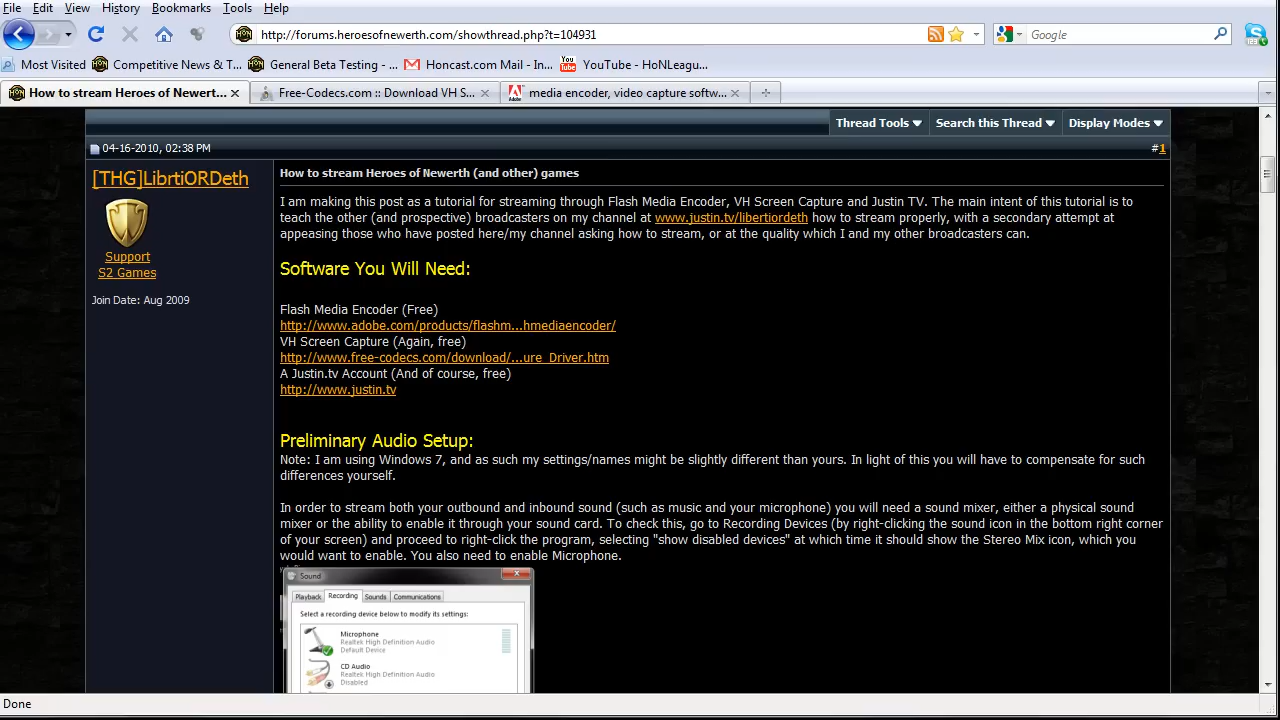 File Edit View History Bookmarks Tools Help
http://forums.heroesofnewerth.com/showthread.php?t=104931
Google
Most Visited Competitive News & T... General Beta Testing - ... Honcast.com Mail - In... YouTube - HoNLeagu...
How to stream Heroes of Newert... Free-Codecs.com :: Download VH S... media encoder, video capture softw...
Thread Tools Search this Thread Display Modes
04-16-2010, 02:38 PM #1
[THG]LibrtiORDeth
Support
S2 Games
Join Date: Aug 2009
How to stream Heroes of Newerth (and other) games
I am making this post as a tutorial for streaming through Flash Media Encoder, VH Screen Capture and Justin TV. The main intent of this tutorial is to
teach the other (and prospective) broadcasters on my channel at www.justin.tv/libertiordeth how to stream properly, with a secondary attempt at
appeasing those who have posted here/my channel asking how to stream, or at the quality which I and my other broadcasters can.
Software You Will Need:
Flash Media Encoder (Free)
http://www.adobe.com/products/flashm...hmediaencoder/
VH Screen Capture (Again, free)
http://www.free-codecs.com/download/...ure_Driver.htm
A Justin.tv Account (And of course, free)
http://www.justin.tv
Preliminary Audio Setup:
Note: I am using Windows 7, and as such my settings/names might be slightly different than yours. In light of this you will have to compensate for such
differences yourself.
In order to stream both your outbound and inbound sound (such as music and your microphone) you will need a sound mixer, either a physical sound
mixer or the ability to enable it through your sound card. To check this, go to Recording Devices (by right-clicking the sound icon in the bottom right corner
of your screen) and proceed to right-click the program, selecting "show disabled devices" at which time it should show the Stereo Mix icon, which you
would want to enable. You also need to enable Microphone.
Sound
Playback Recording Sounds Communications
Select a recording device below to modify its settings:
Microphone
Realtek High Definition Audio
Default Device
CD Audio
Realtek High Definition Audio
Disabled
Done